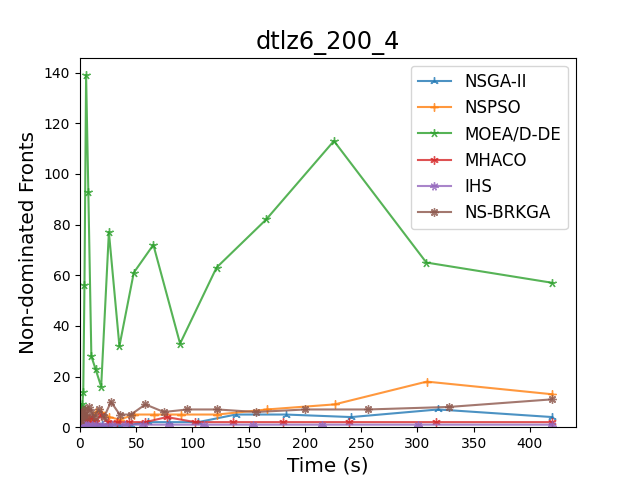 dtlz6_200_4
Non-dominated Fronts
140
120
100
80
60
40
20
0
NSGA-II
NSPSO
MOEA/D-DE
MHACO
IHS
NS-BRKGA
0 50 100 150 200 250 300 350 400
Time (s)